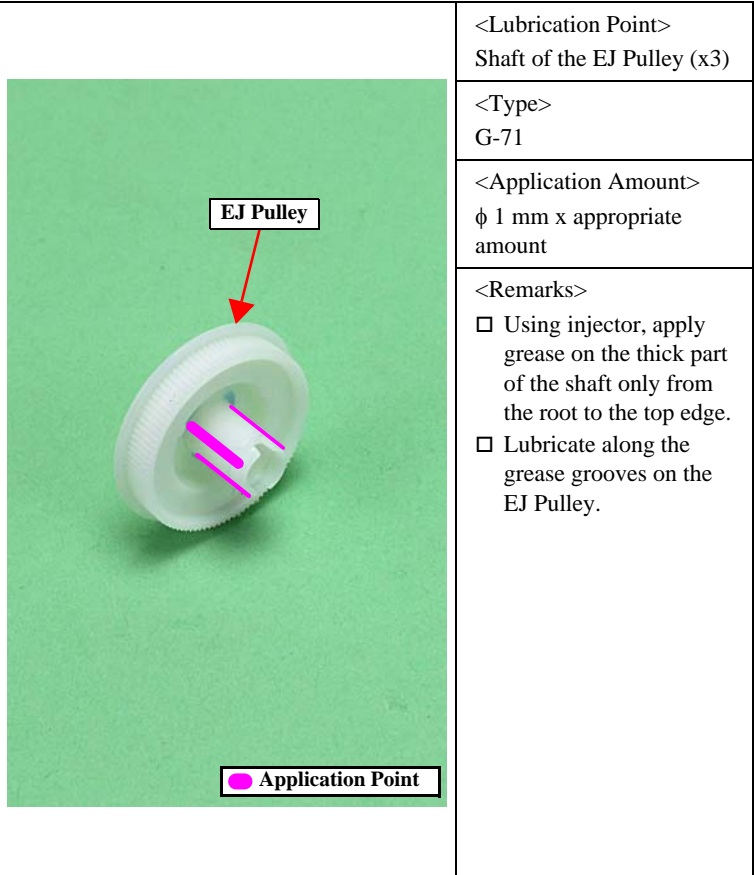 EJ Pulley
Application Point
<Lubrication Point>
Shaft of the EJ Pulley (x3)
<Type>
G-71
<Application Amount>
ϕ 1 mm x appropriate
amount
<Remarks>
□ Using injector, apply
grease on the thick part
of the shaft only from
the root to the top edge.
□ Lubricate along the
grease grooves on the
EJ Pulley.